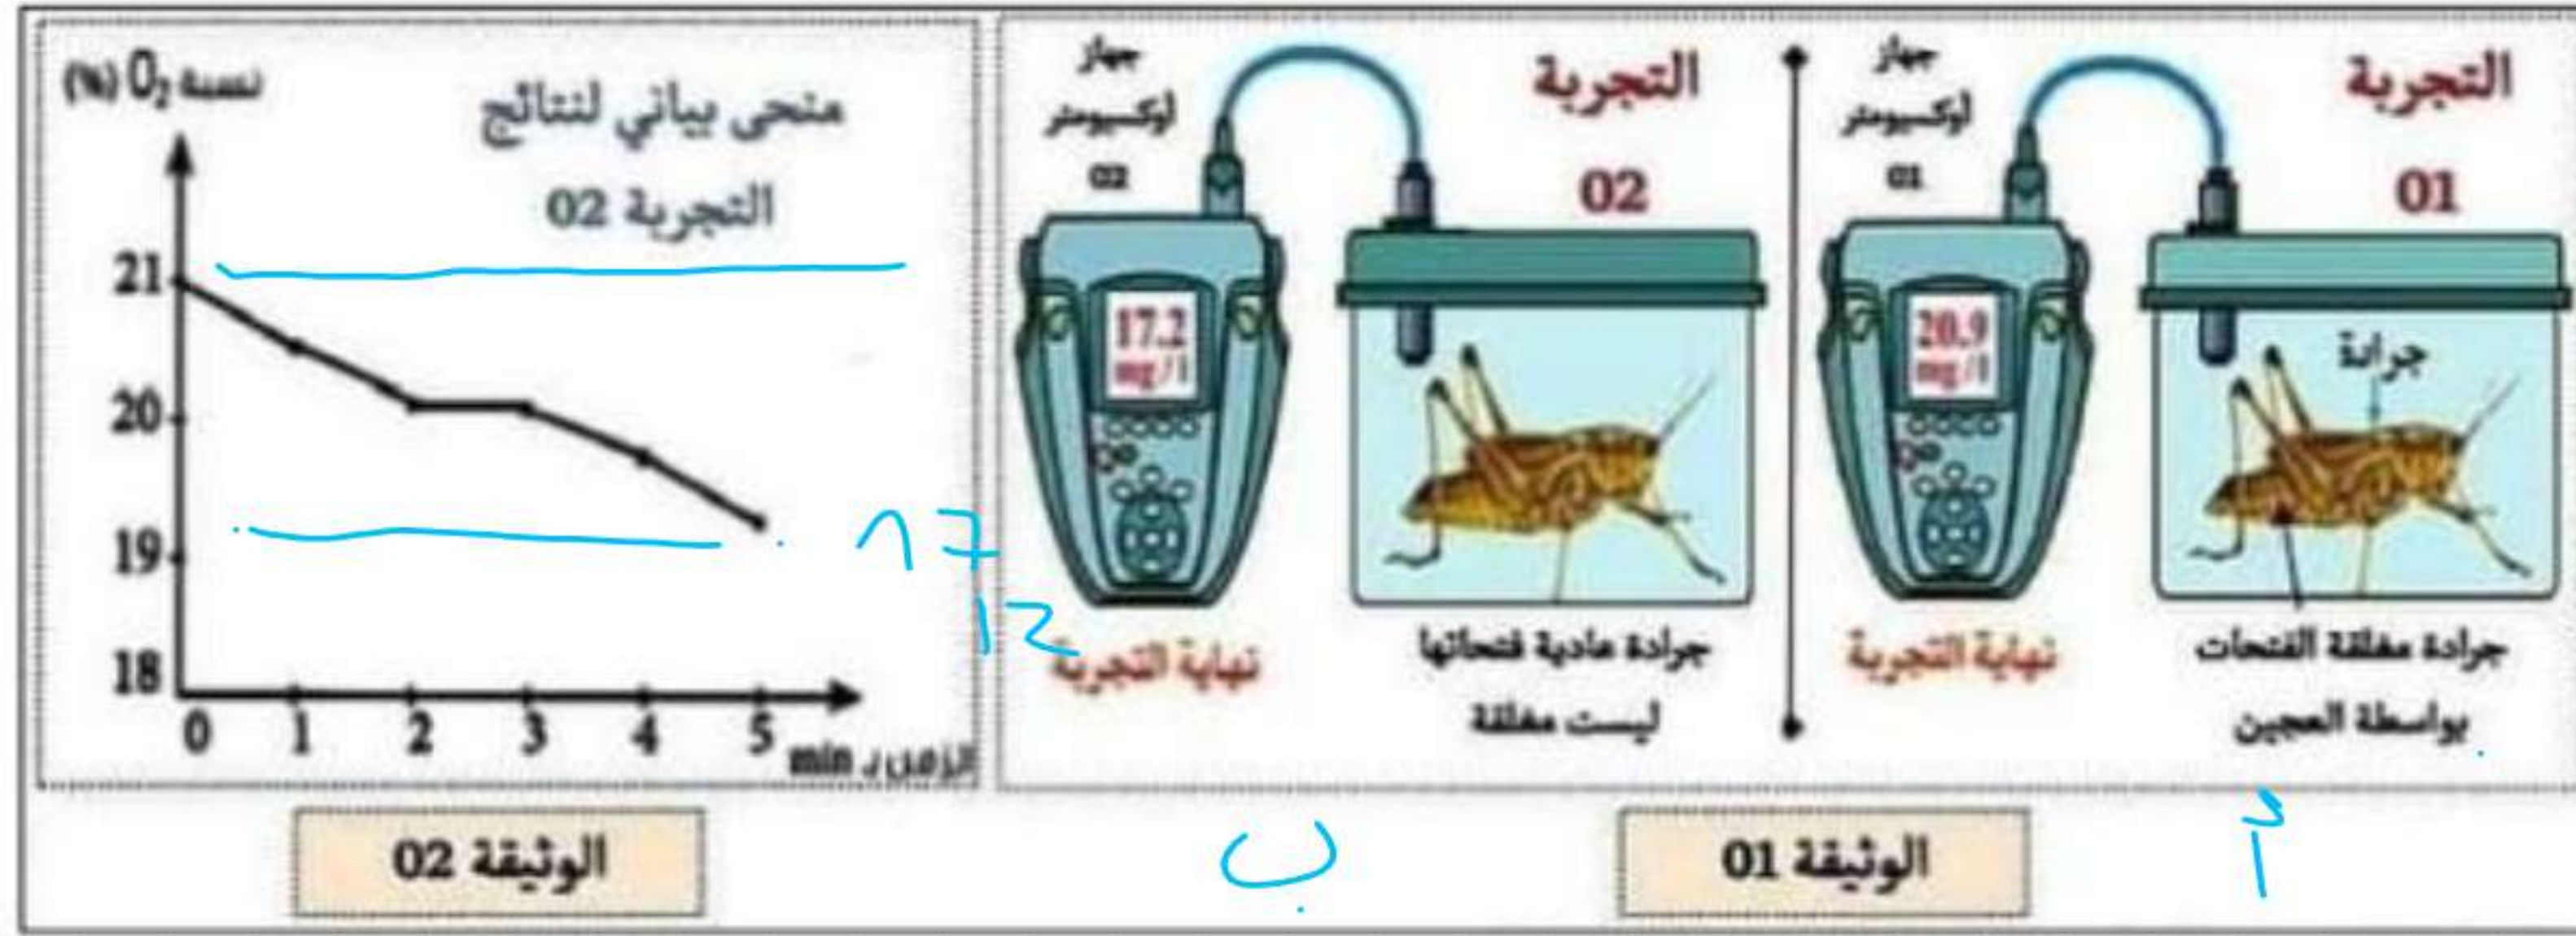 التجربة
01
جهاز
أوكسيومتر
01
20.9
mg/l
جرادة
جرادة مغلقة الفتحات
بواسطة العجين
نهاية التجربة
التجربة
02
جهاز
أوكسيومتر
02
17.2
mg/l
جرادة عادية فتحاتها
ليست مغلقة
نهاية التجربة
الوثيقة 01
أ
ب
نسبة O₂ (%)
منحى بياني لنتائج
التجربة 02
21
20
19
18
0 1 2 3 4 5
الزمن بـ min
17
12
الوثيقة 02